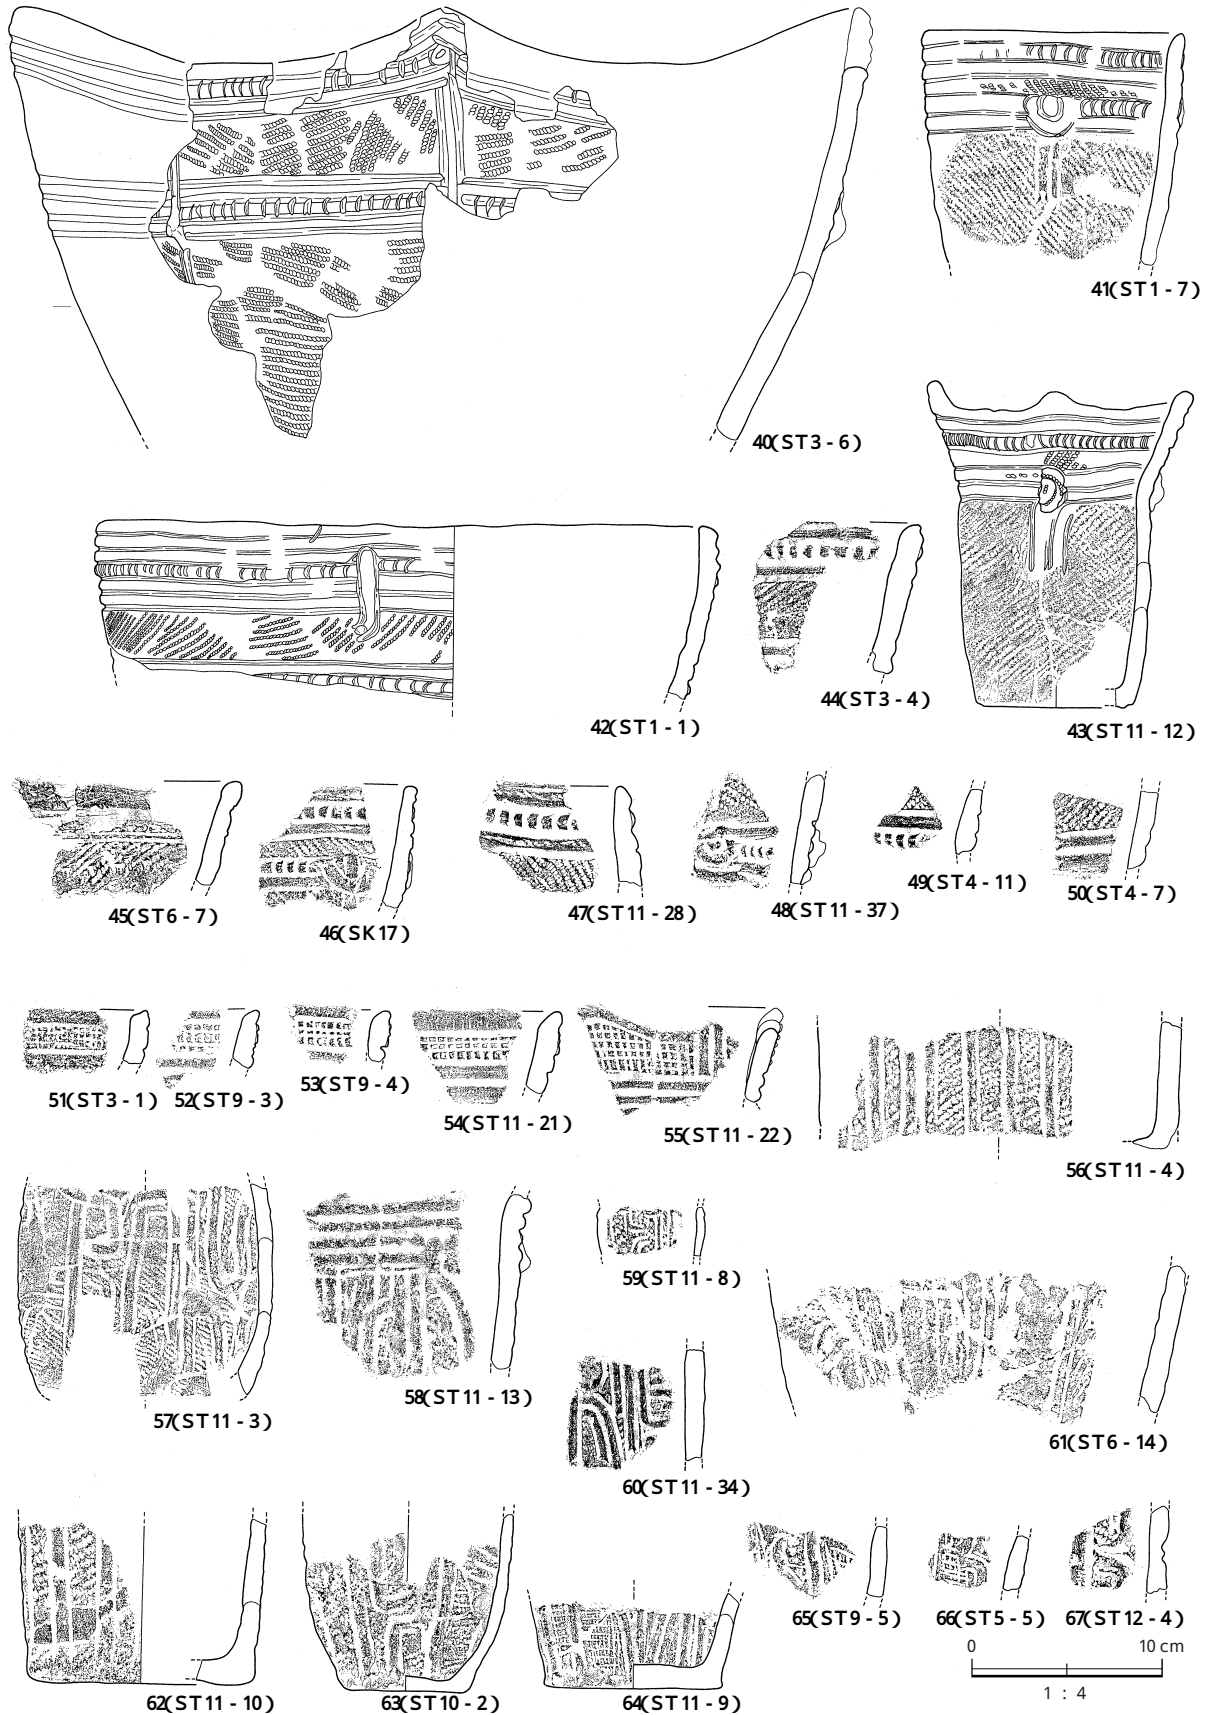 41(ST1-7)
40(ST3-6)
44(ST3-4)
42(ST1-1)
43(ST11-12)
45(ST6-7)
46(SK17)
47(ST11-28)
48(ST11-37)
49(ST4-11)
50(ST4-7)
51(ST3-1)
52(ST9-3)
53(ST9-4)
54(ST11-21)
55(ST11-22)
56(ST11-4)
57(ST11-3)
58(ST11-13)
59(ST11-8)
60(ST11-34)
61(ST6-14)
62(ST11-10)
63(ST10-2)
64(ST11-9)
65(ST9-5)
66(ST5-5)
67(ST12-4)
0 10 cm
1 : 4